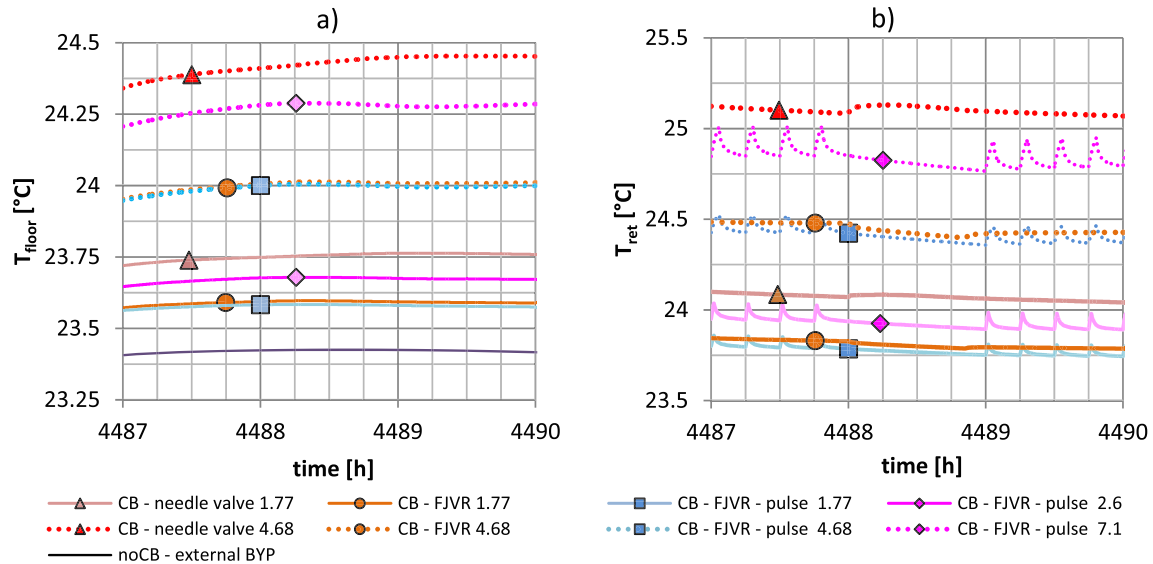 a)
24.5
24.25
24
23.75
23.5
23.25
Tfloor [°C]
4487 4488 4489 4490
time [h]
b)
25.5
25
24.5
24
23.5
Tret [°C]
4487 4488 4489 4490
time [h]
CB - needle valve 1.77
CB - FJVR 1.77
CB - FJVR - pulse 1.77
CB - FJVR - pulse 2.6
CB - needle valve 4.68
CB - FJVR 4.68
CB - FJVR - pulse 4.68
CB - FJVR - pulse 7.1
noCB - external BYP